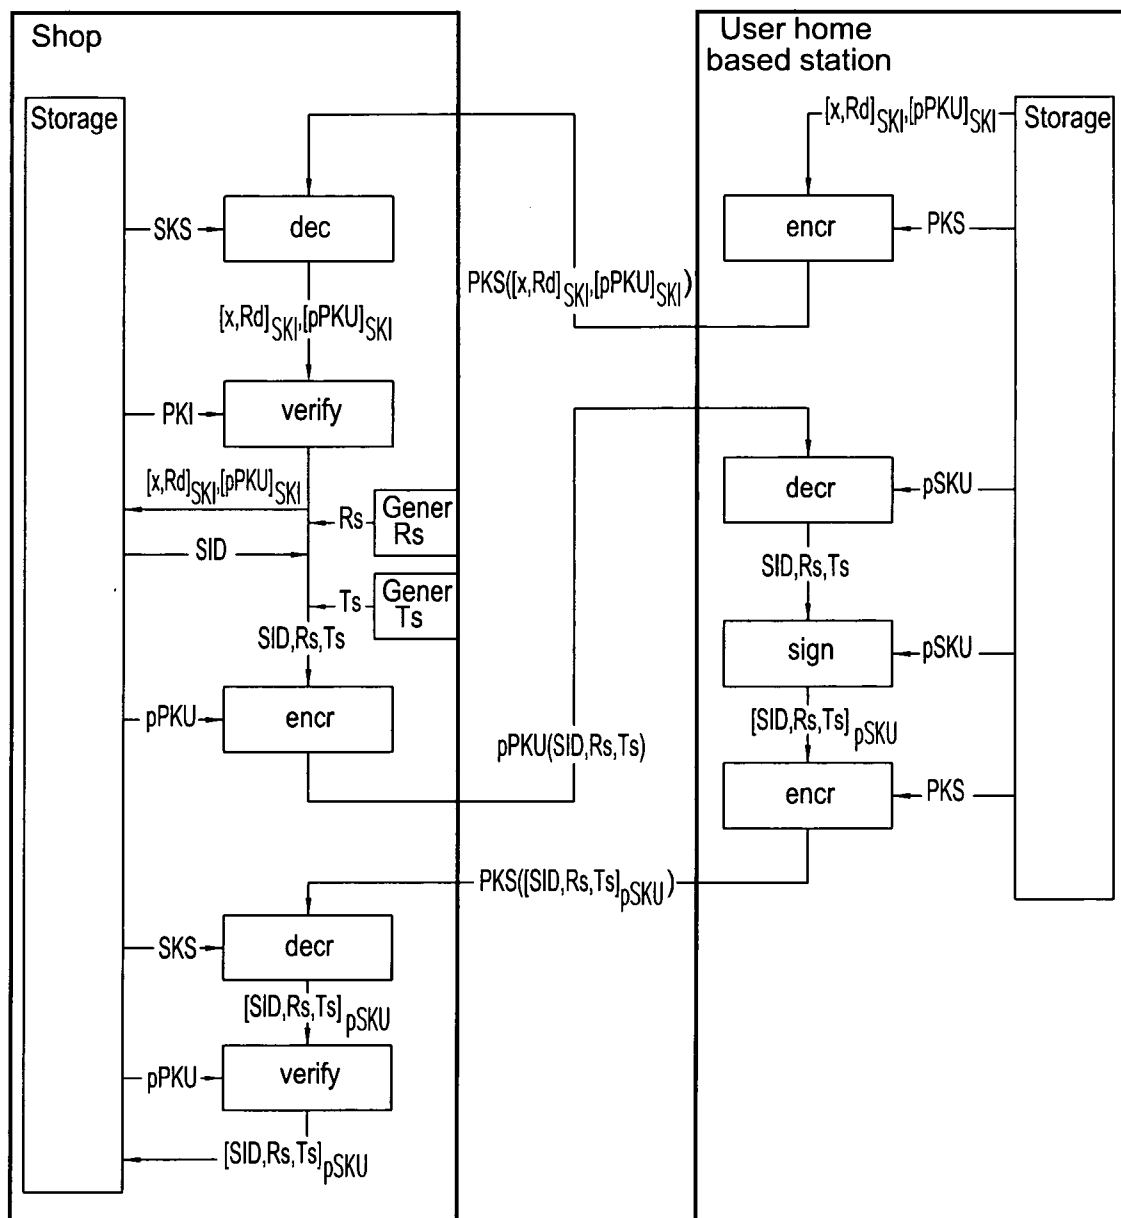 Shop
User home
based station
Storage
Storage
[x,Rd]SKI,[pPKU]SKI
SKS
dec
encr
PKS
PKS([x,Rd]SKI,[pPKU]SKI)
[x,Rd]SKI,[pPKU]SKI
PKI
verify
[x,Rd]SKI,[pPKU]SKI
Rs
Gener
Rs
SID
Ts
Gener
Ts
SID,Rs,Ts
pPKU
encr
pPKU(SID,Rs,Ts)
decr
pSKU
SID,Rs,Ts
sign
pSKU
[SID,Rs,Ts]pSKU
encr
PKS
PKS([SID,Rs,Ts]pSKU)
SKS
decr
[SID,Rs,Ts]pSKU
pPKU
verify
[SID,Rs,Ts]pSKU